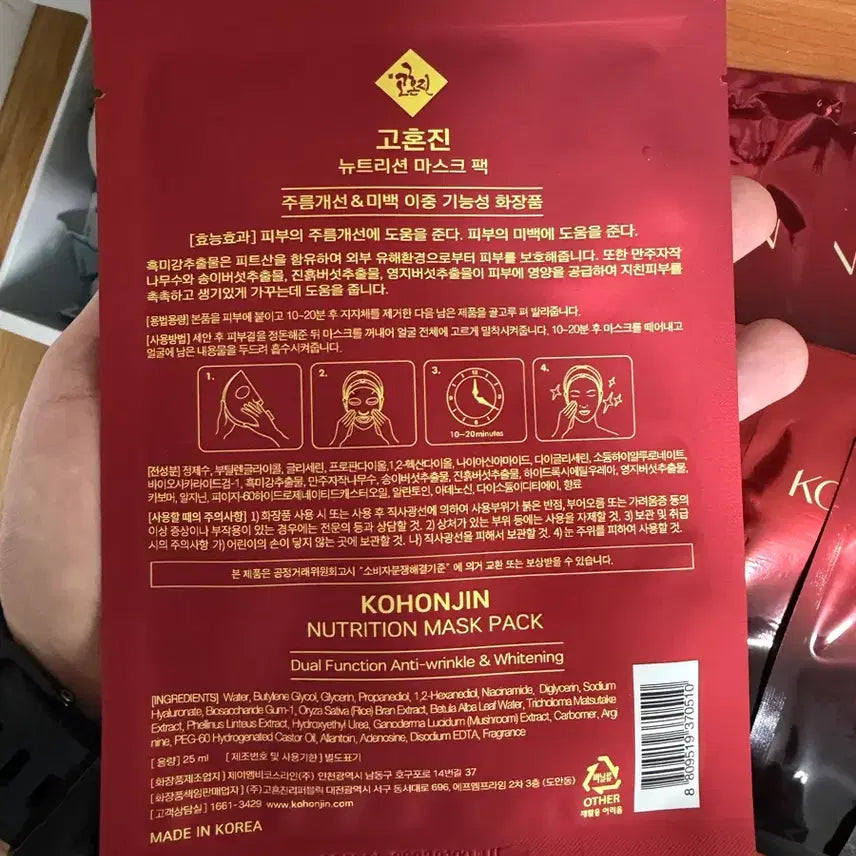 고혼진
고혼진
뉴트리션 마스크 팩
주름개선&미백 이중 기능성 화장품
[효능효과] 피부의 주름개선에 도움을 준다. 피부의 미백에 도움을 준다.
흑미강추출물은 피트산을 함유하여 외부 유해환경으로부터 피부를 보호해줍니다. 또한 만주자작
나무수와 송이버섯추출물, 진흙버섯추출물, 영지버섯추출물이 피부에 영양을 공급하여 지친피부를
촉촉하고 생기있게 가꾸는데 도움을 줍니다.
[용법용량] 본품을 피부에 붙이고 10~20분 후 지지체를 제거한 다음 남은 제품을 골고루 펴 발라줍니다.
[사용방법] 세안 후 피부결을 정돈해준 뒤 마스크를 꺼내어 얼굴 전체에 고르게 밀착시켜줍니다. 10~20분 후 마스크를 떼어내고
얼굴에 남은 내용물을 두드려 흡수시켜줍니다.
1. 2. 3. 4.
10~20minutes
[전성분] 정제수, 부틸렌글라이콜, 글리세린, 프로판다이올,1,2-헥산다이올, 나이아신아마이드, 다이글리세린, 소듐하이알루로네이트,
바이오사카라이드검-1, 흑미강추출물, 만주자작나무수, 송이버섯추출물, 진흙버섯추출물, 하이드록시에틸우레아, 영지버섯추출물,
카보머, 알지닌, 피이지-60하이드로제네이티드캐스터오일, 알란토인, 아데노신, 다이소듐이디티에이, 향료
[사용할 때의 주의사항] 1) 화장품 사용 시 또는 사용 후 직사광선에 의하여 사용부위가 붉은 반점, 부어오름 또는 가려움증 등의
이상 증상이나 부작용이 있는 경우에는 전문의 등과 상담할 것. 2) 상처가 있는 부위 등에는 사용을 자제할 것. 3) 보관 및 취급
시의 주의사항 가) 어린이의 손이 닿지 않는 곳에 보관할 것. 나) 직사광선을 피해서 보관할 것. 4) 눈 주위를 피하여 사용할 것.
본 제품은 공정거래위원회고시 "소비자분쟁해결기준" 에 의거 교환 또는 보상받을 수 있습니다.
KOHONJIN
NUTRITION MASK PACK
Dual Function Anti-wrinkle & Whitening
[INGREDIENTS] Water, Butylene Glycol, Glycerin, Propanediol, 1,2-Hexanediol, Niacinamide, Diglycerin, Sodium
Hyaluronate, Biosaccharide Gum-1, Oryza Sativa (Rice) Bran Extract, Betula Alba Leaf Water, Tricholoma Matsutake
Extract, Phellinus Linteus Extract, Hydroxyethyl Urea, Ganoderma Lucidum (Mushroom) Extract, Carbomer, Argi
nine, PEG-60 Hydrogenated Castor Oil, Allantoin, Adenosine, Disodium EDTA, Fragrance
[용량] 25 ml [제조번호 및 사용기한] 별도표기
[화장품제조업자] 제이엠비코스라인(주) 인천광역시 남동구 호구포로 14번길 37
[화장품책임판매업자] (주)고혼진리퍼블릭 대전광역시 서구 동서대로 696, 에프엠프라임 2차 3층 (도안동)
[고객상담실] 1661-3429 www.kohonjin.com
MADE IN KOREA
비닐류
OTHER
재활용 어려움
8 809519 370510
KO